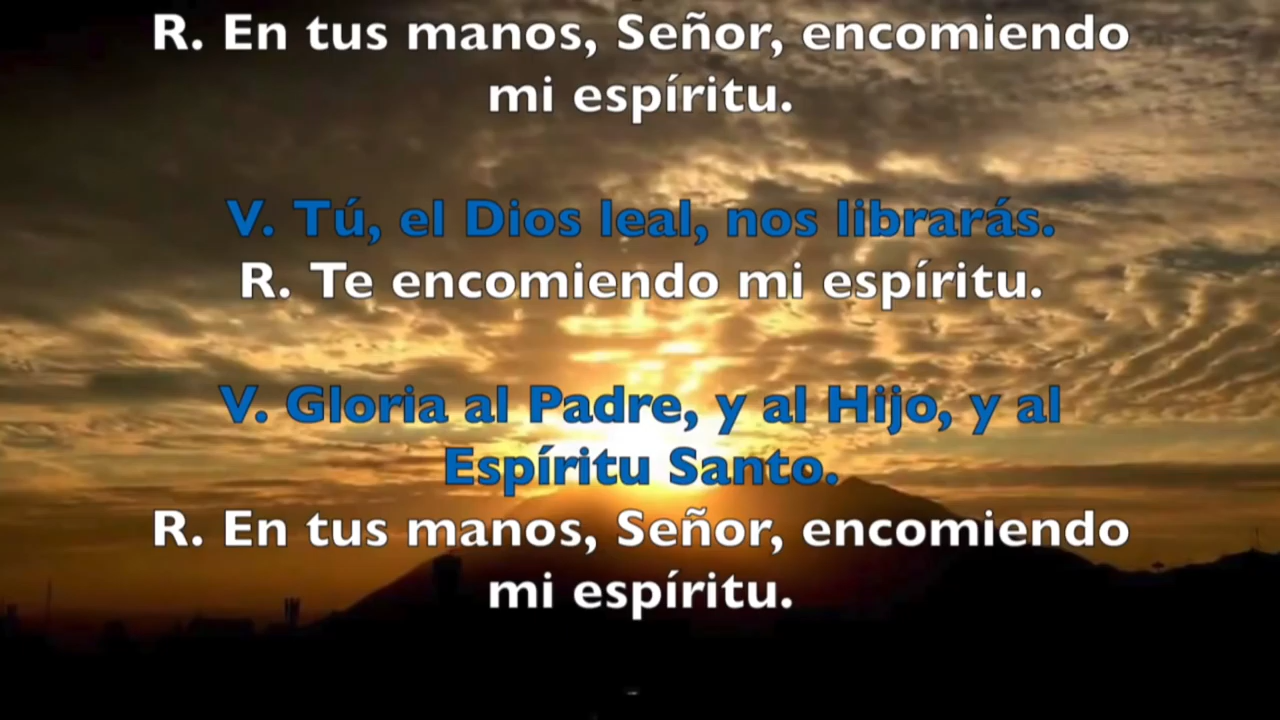 R. En tus manos, Señor, encomiendo
mi espíritu.
V. Tú, el Dios leal, nos librarás.
R. Te encomiendo mi espíritu.
V. Gloria al Padre, y al Hijo, y al
Espíritu Santo.
R. En tus manos, Señor, encomiendo
mi espíritu.